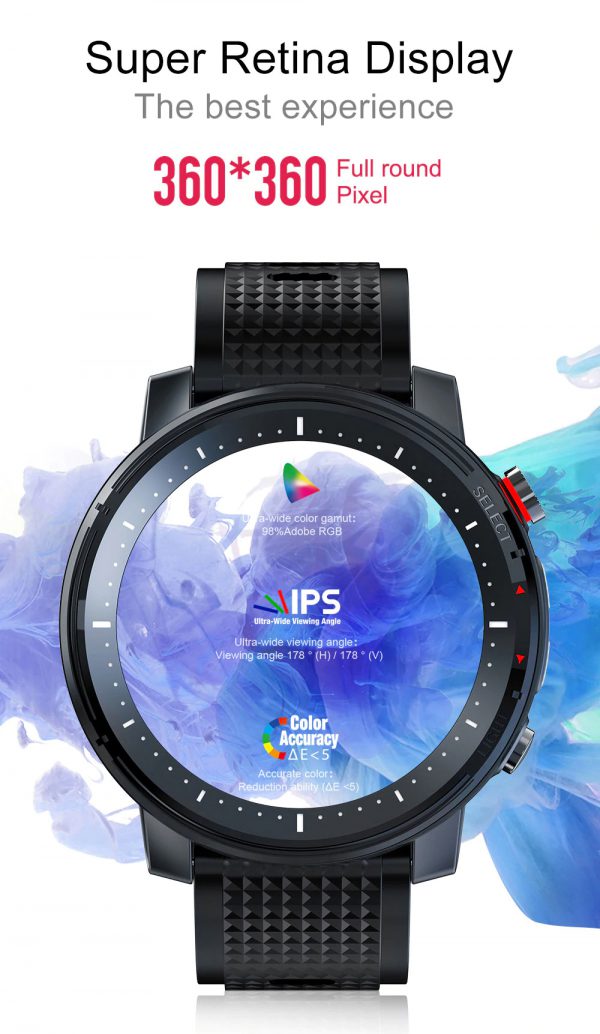 Super Retina Display
The best experience
360*360 Full round
Pixel
SELECT
Ultra-wide color gamut:
98%Adobe RGB
IPS
Ultra-Wide Viewing Angle
Ultra-wide viewing angle:
Viewing angle 178 ° (H) / 178 ° (V)
Color
Accuracy
ΔE<5
Accurate color:
Reduction ability (ΔE <5)